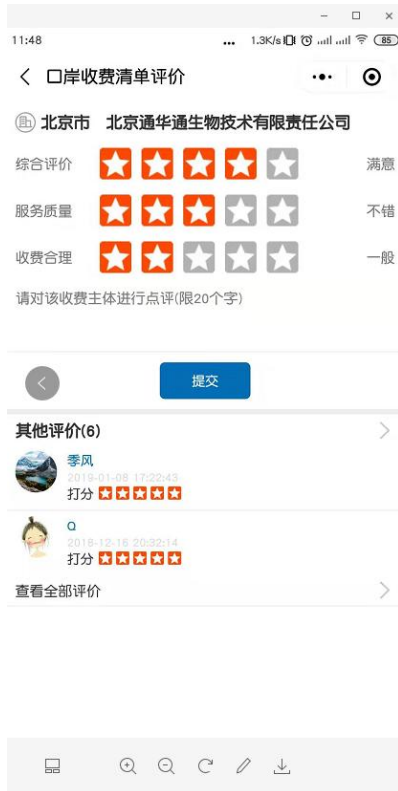 11:48
... 1.3K/s 85
口岸收费清单评价
北京市 北京通华通生物技术有限责任公司
综合评价 满意
服务质量 不错
收费合理 一般
请对该收费主体进行点评(限20个字)
提交
其他评价(6)
季风
2019-01-08 17:22:43
打分
Q
2018-12-16 20:32:14
打分
查看全部评价